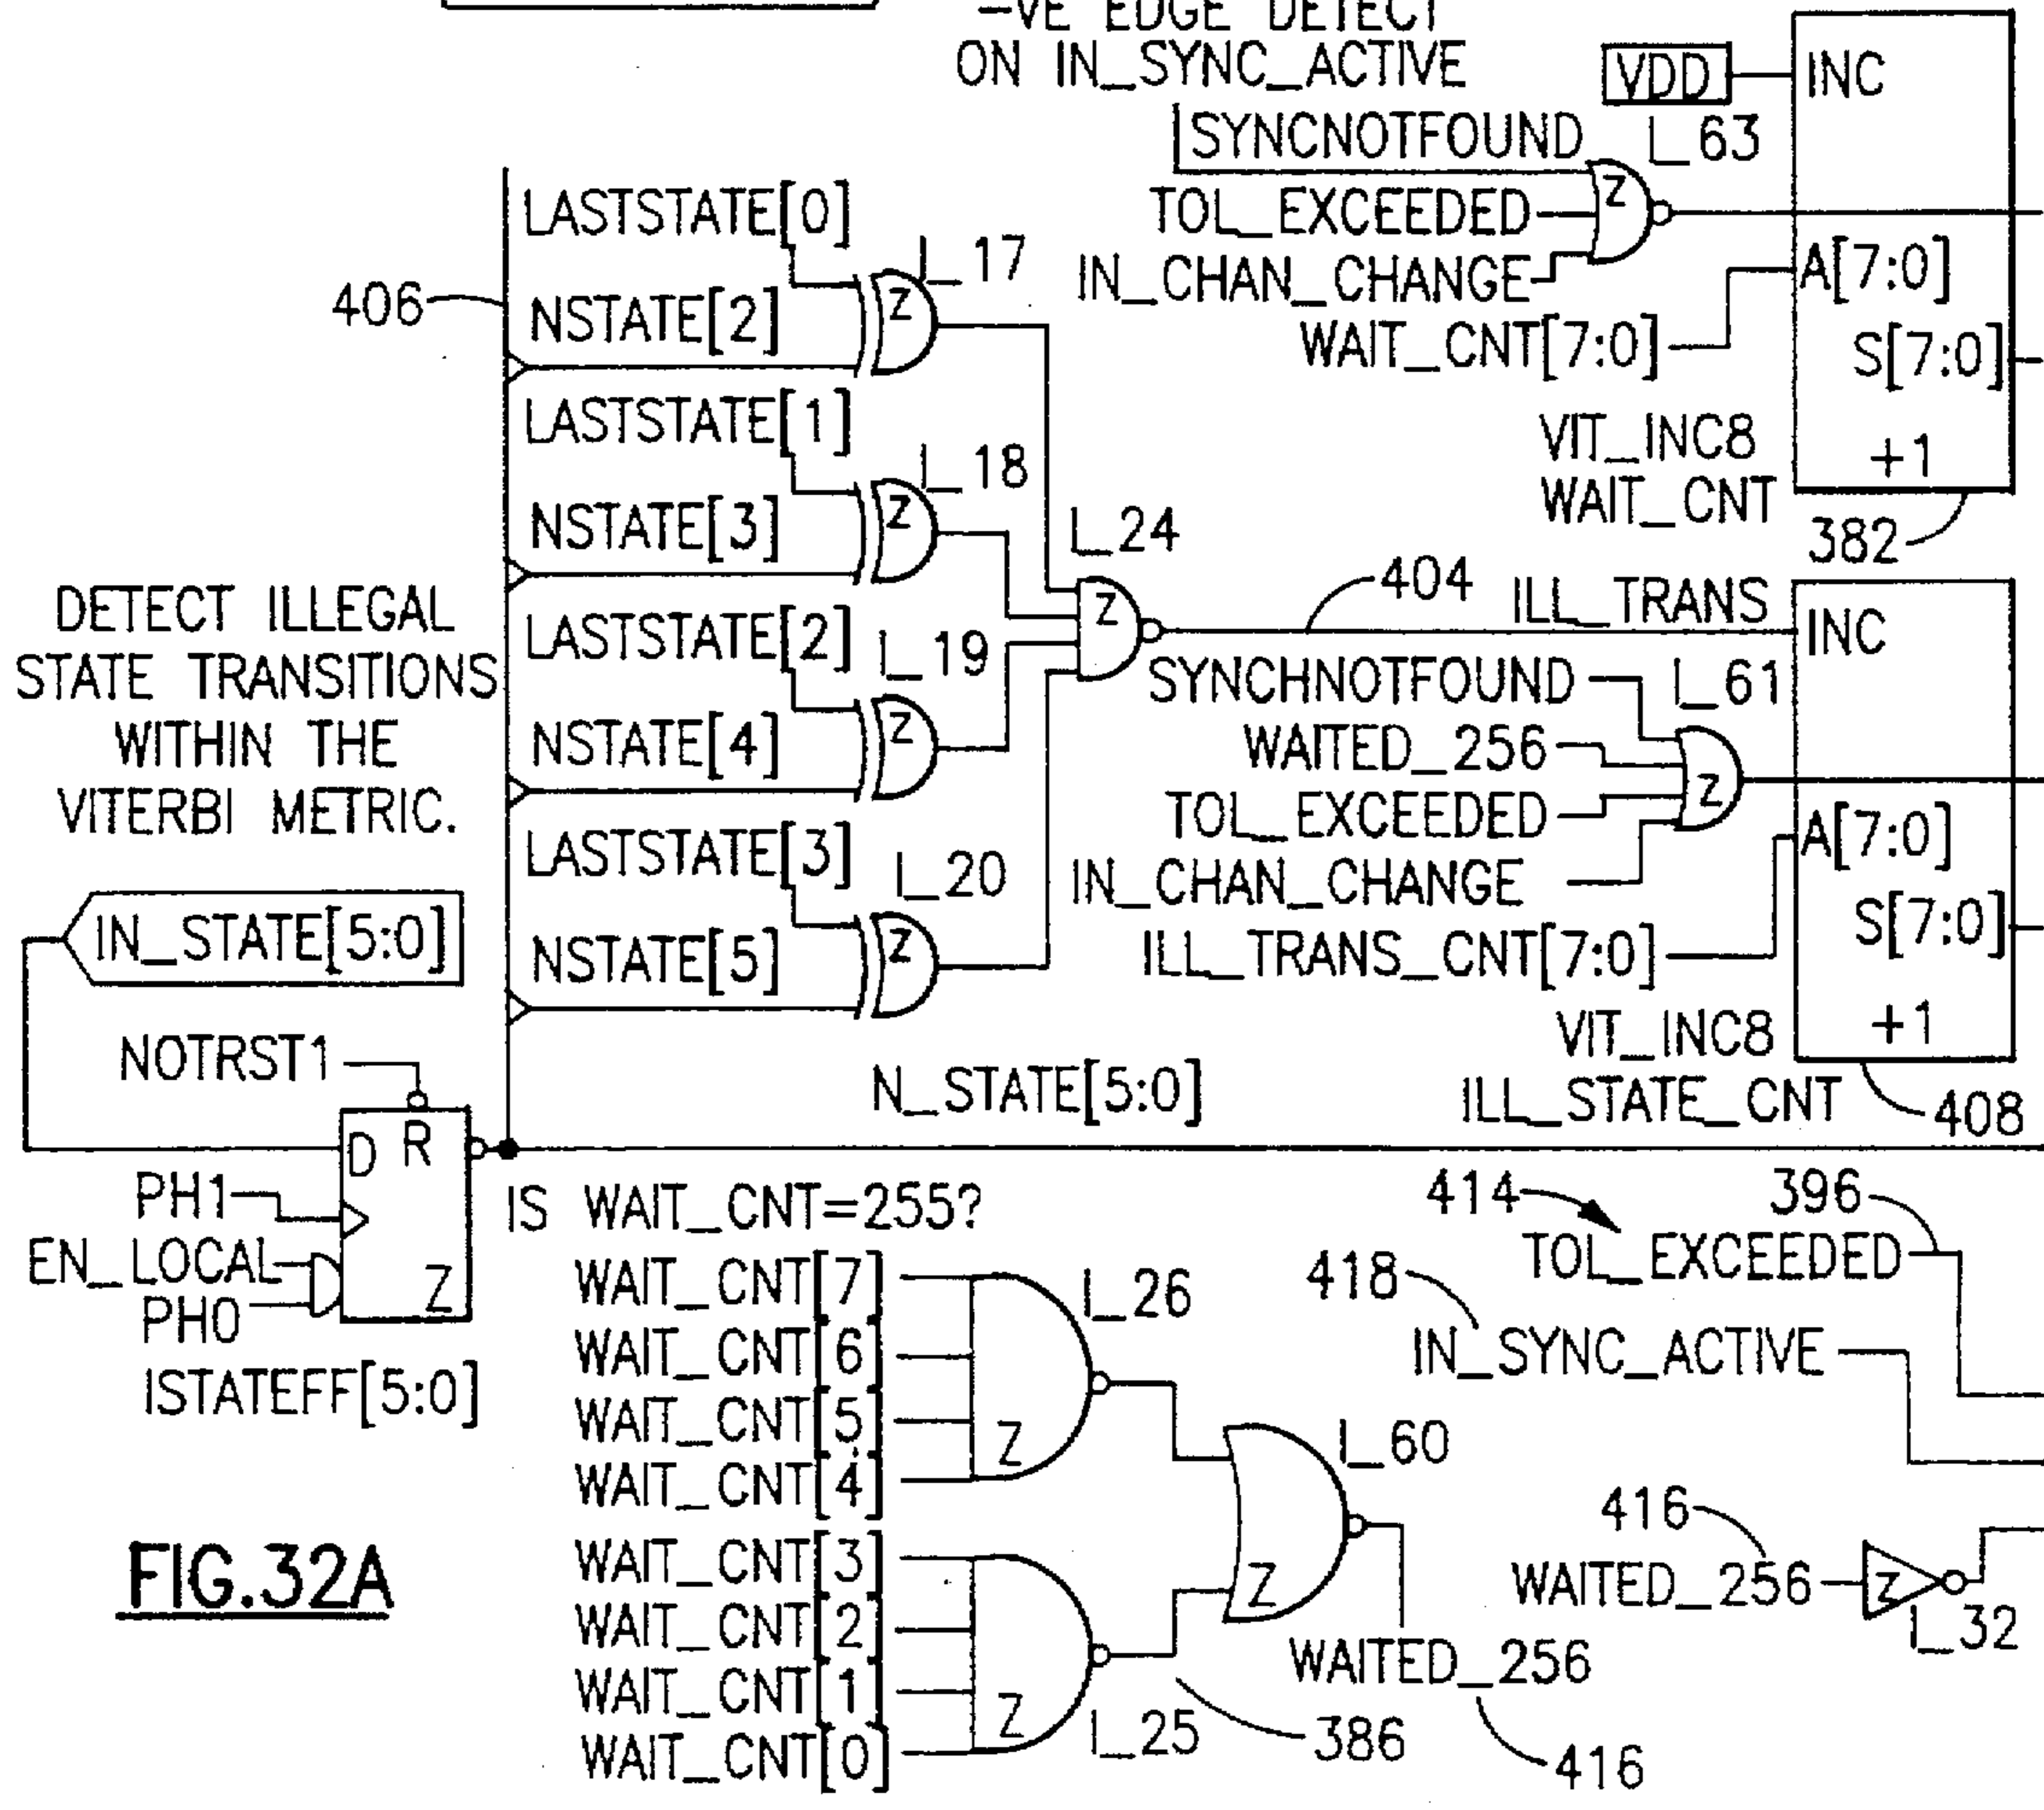 -VE EDGE DETECT
ON IN_SYNC_ACTIVE
VDD
INC
SYNCNOTFOUND
L_63
Z
TOL_EXCEEDED
IN_CHAN_CHANGE
WAIT_CNT[7:0]
A[7:0]
S[7:0]
VIT_INC8
WAIT_CNT
+1
382
LASTSTATE[0]
L_17
Z
NSTATE[2]
406
LASTSTATE[1]
L_18
Z
NSTATE[3]
L_24
Z
404
ILL_TRANS
INC
DETECT ILLEGAL
STATE TRANSITIONS
WITHIN THE
VITERBI METRIC.
LASTSTATE[2]
L_19
Z
NSTATE[4]
SYNCHNOTFOUND
L_61
WAITED_256
Z
TOL_EXCEEDED
IN_CHAN_CHANGE
ILL_TRANS_CNT[7:0]
A[7:0]
S[7:0]
VIT_INC8
+1
ILL_STATE_CNT
408
LASTSTATE[3]
L_20
Z
NSTATE[5]
IN_STATE[5:0]
NOTRST1
N_STATE[5:0]
D
R
PH1
EN_LOCAL
PH0
Z
ISTATEFF[5:0]
IS WAIT_CNT=255?
WAIT_CNT[7]
WAIT_CNT[6]
WAIT_CNT[5]
WAIT_CNT[4]
L_26
Z
WAIT_CNT[3]
WAIT_CNT[2]
WAIT_CNT[1]
WAIT_CNT[0]
Z
L_25
L_60
Z
386
WAITED_256
416
414
396
TOL_EXCEEDED
418
IN_SYNC_ACTIVE
416
WAITED_256
Z
L_32
FIG.32A